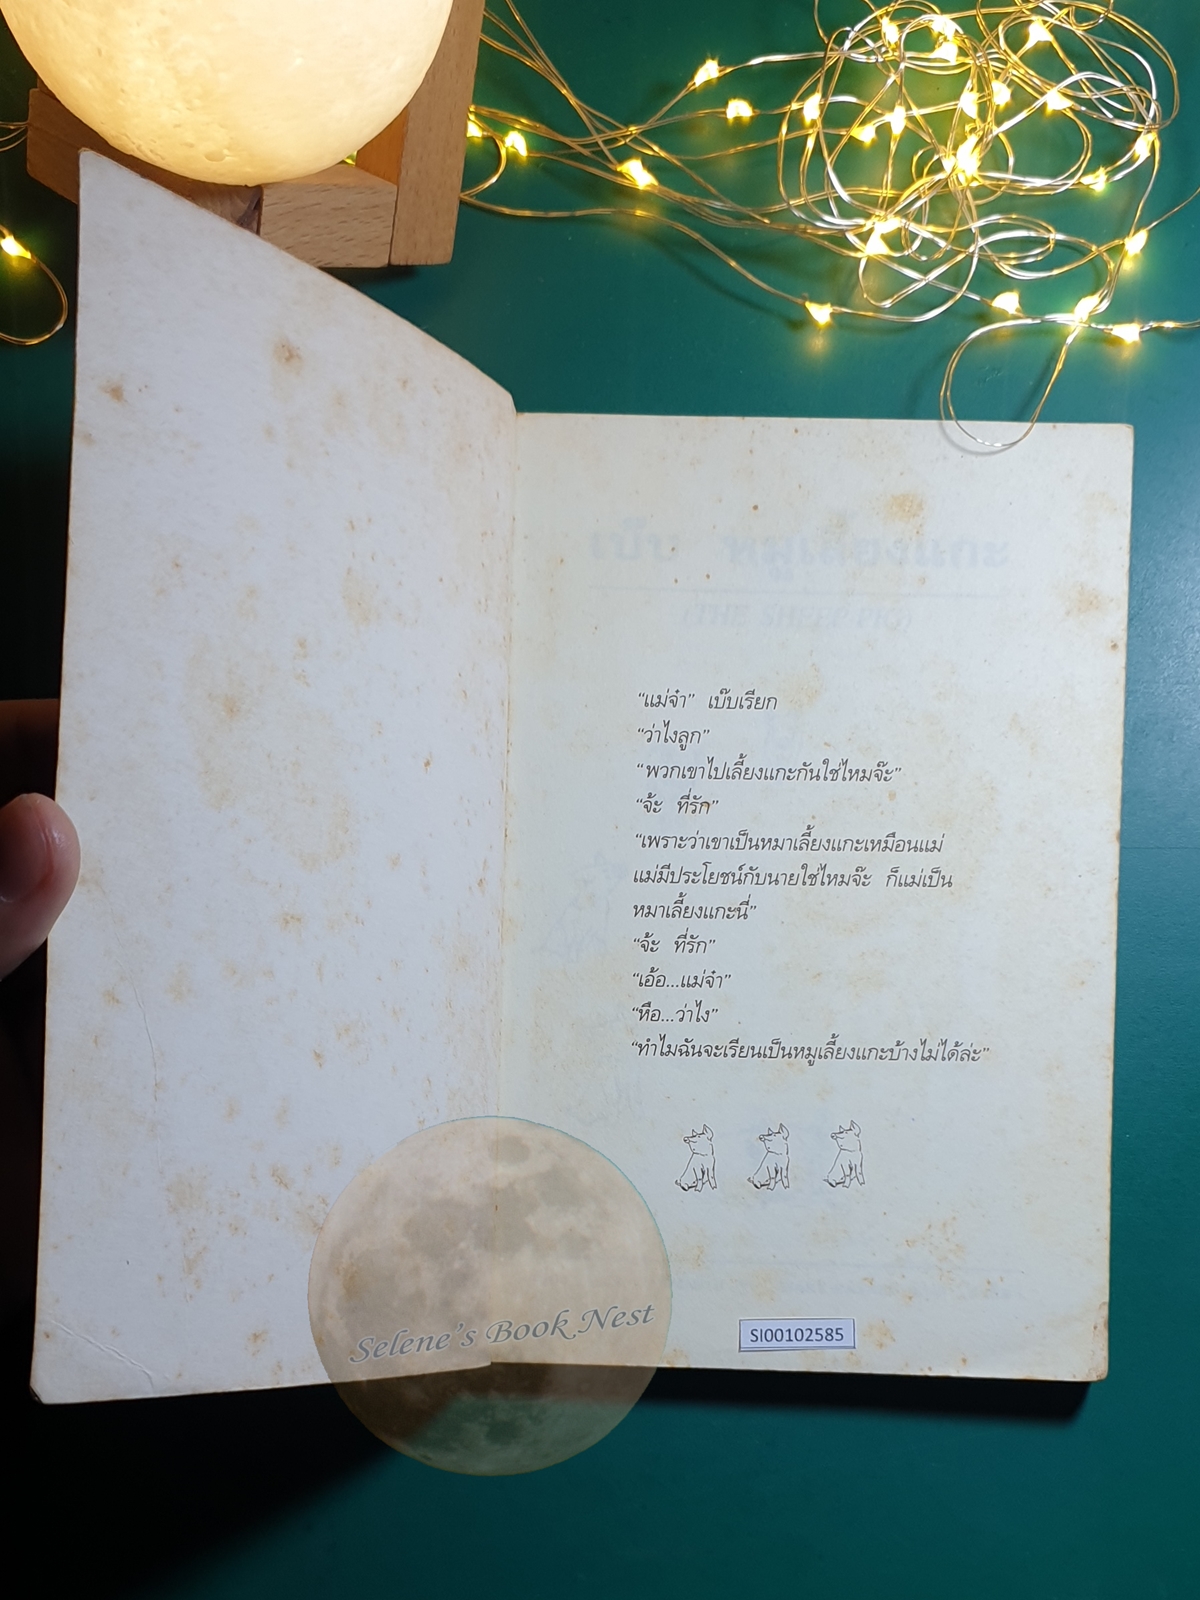 เบ๊บ หมูเลี้ยงแกะ
(THE SHEEP-PIG)
“แม่จ๋า” เบ๊บเรียก
“ว่าไงลูก”
“พวกเขาไปเลี้ยงแกะกันใช่ไหมจ๊ะ”
“จ้ะ ที่รัก”
“เพราะว่าเขาเป็นหมาเลี้ยงแกะเหมือนแม่
แม่มีประโยชน์กับนายใช่ไหมจ๊ะ ก็แม่เป็น
หมาเลี้ยงแกะนี่”
“จ้ะ ที่รัก”
“เอ้อ...แม่จ๋า”
“หือ...ว่าไง”
“ทำไมฉันจะเรียนเป็นหมูเลี้ยงแกะบ้างไม่ได้ล่ะ”
Selene's Book Nest
SI00102585